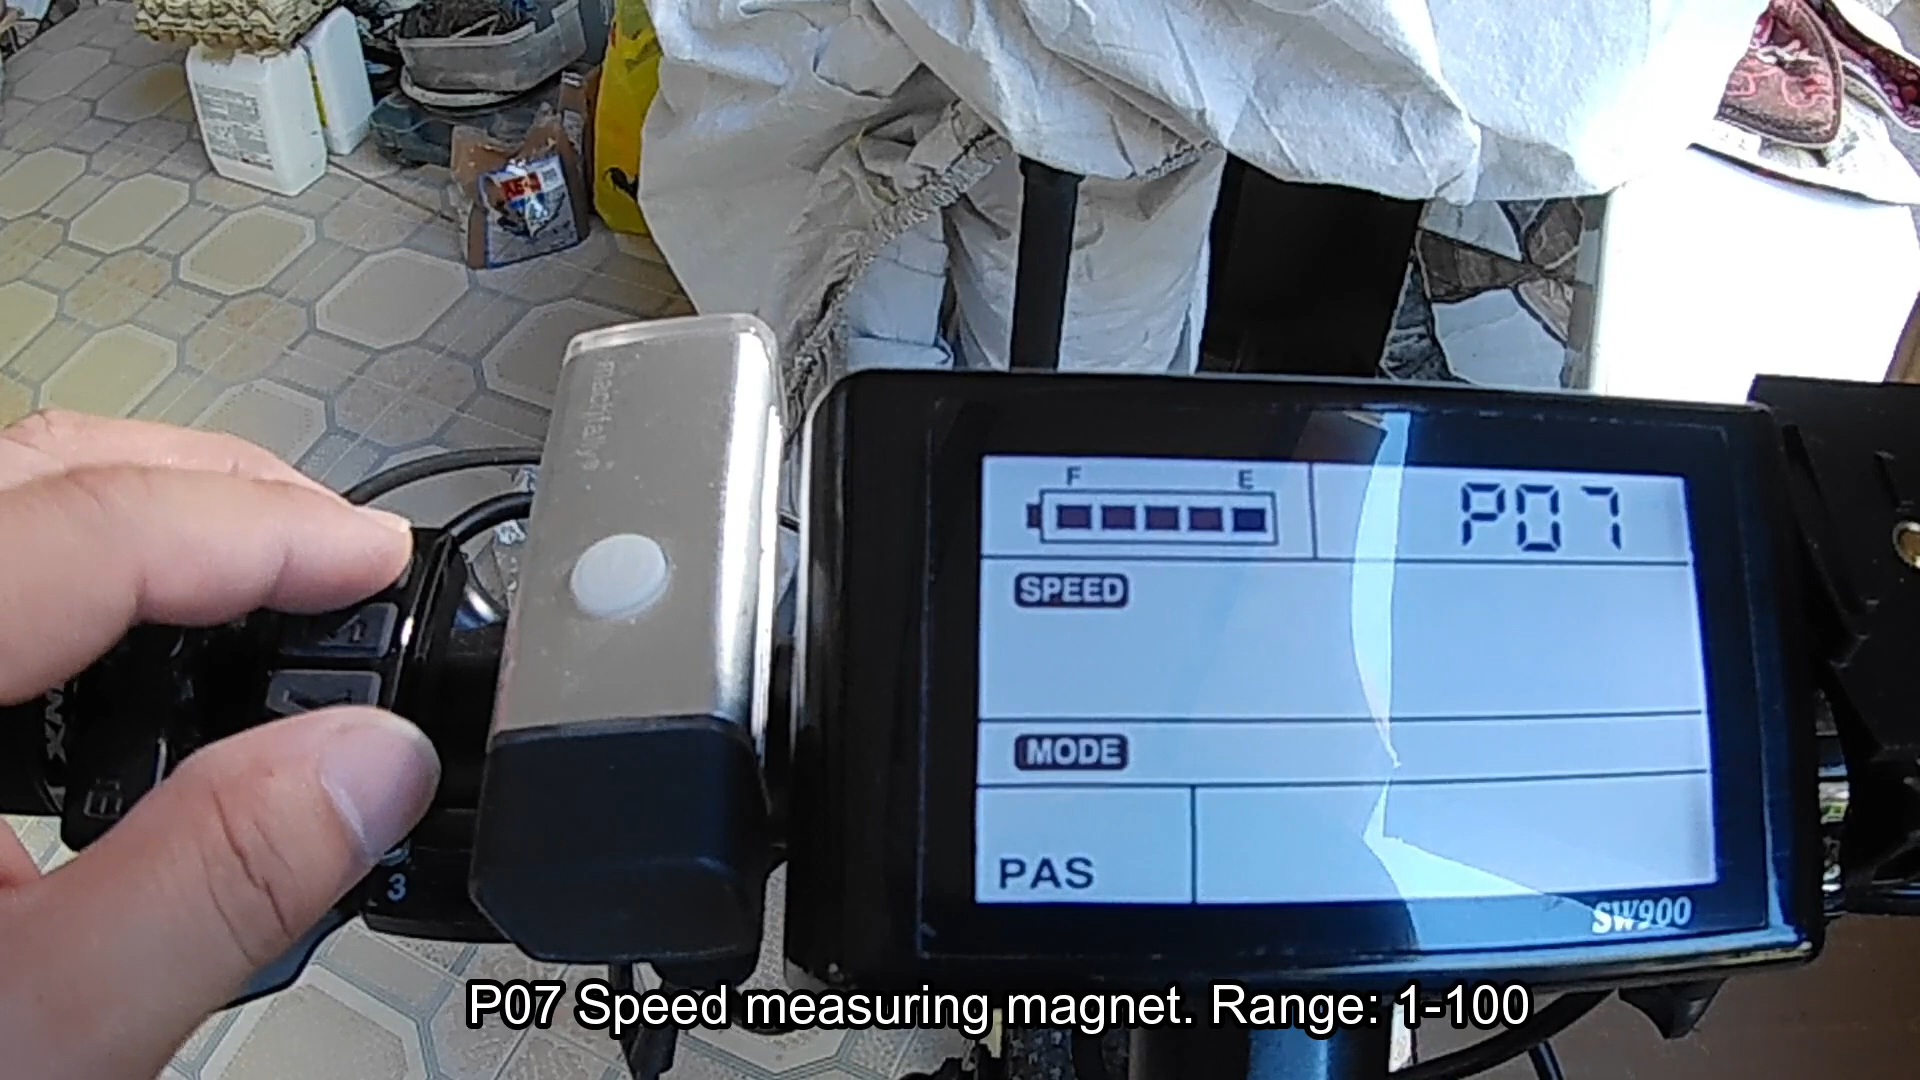 F E
P07
SPEED
MODE
PAS
SW900
3
P07 Speed measuring magnet. Range: 1-100